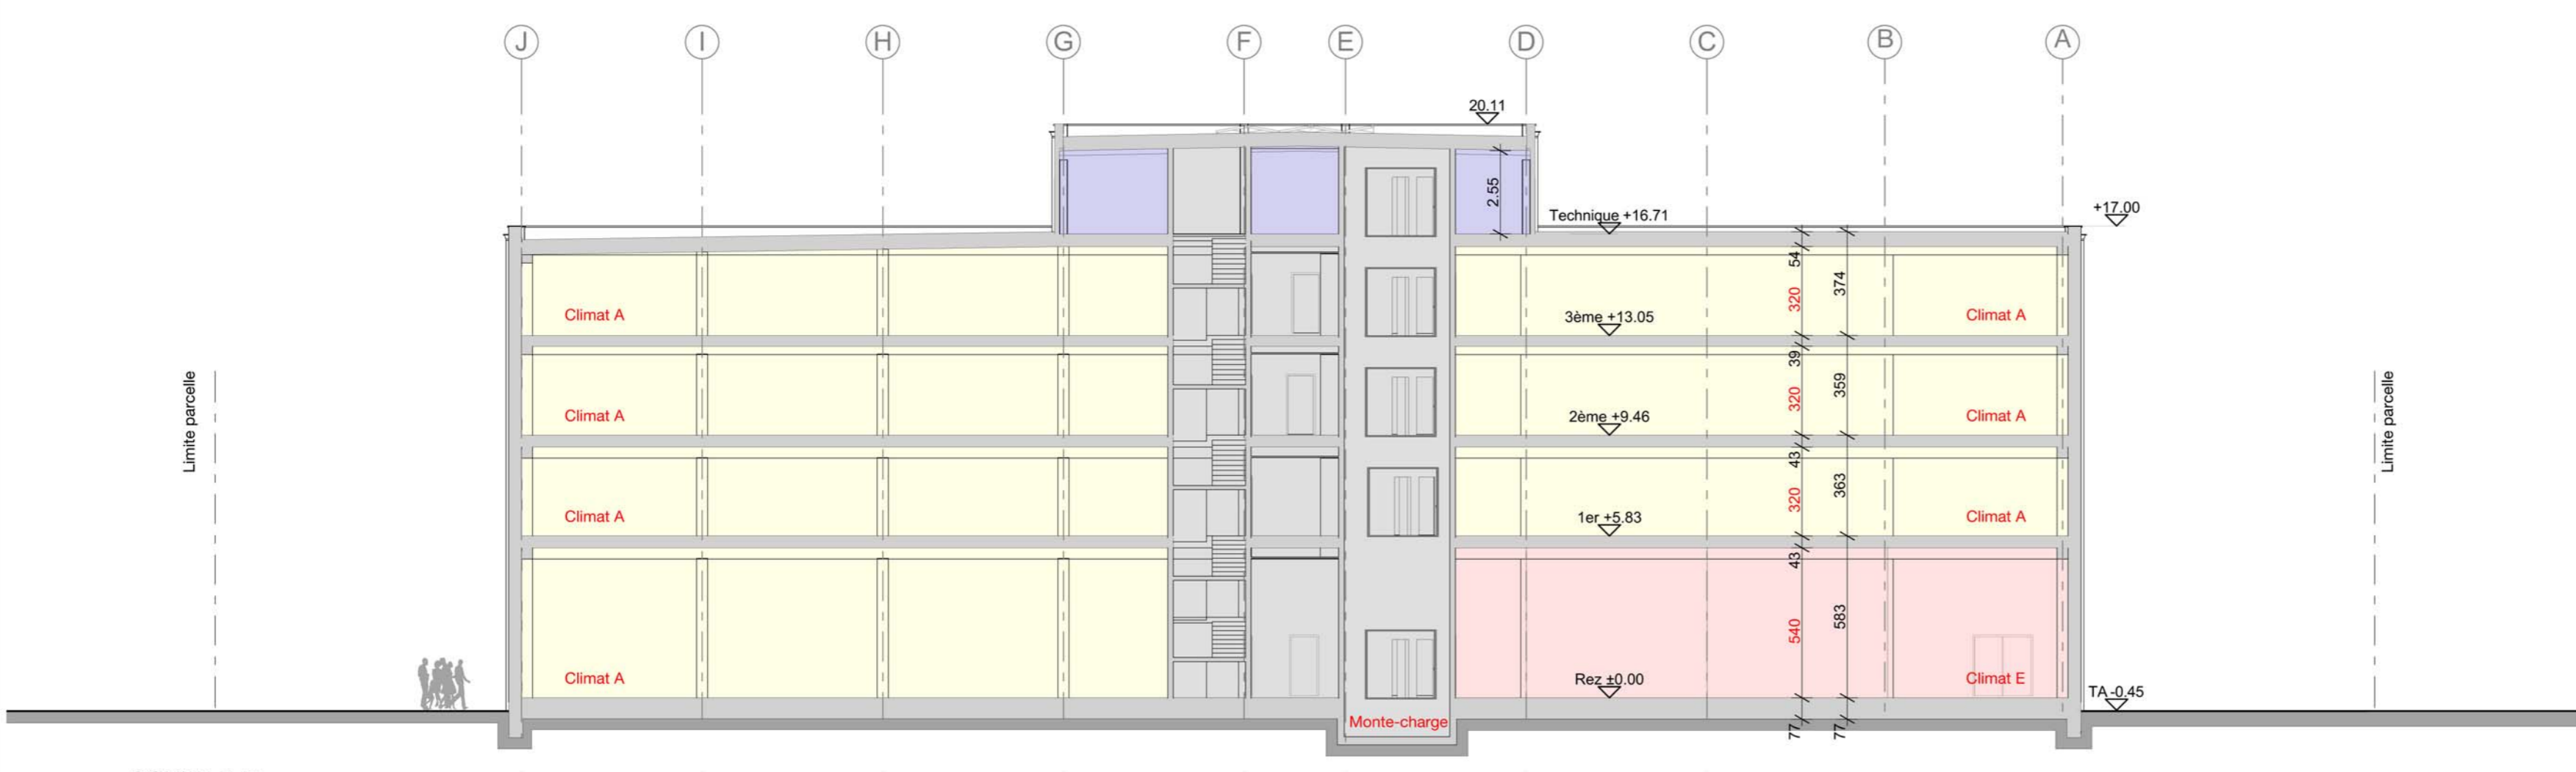 J I H G F E D C B A
20.11
2.55
Technique +16.71
+17.00
54
320
374
Climat A
3ème +13.05
Climat A
39
320
359
Climat A
2ème +9.46
Climat A
43
320
363
Climat A
1er +5.83
Climat A
43
540
583
Climat A
Rez ±0.00
Climat E
TA -0.45
Monte-charge
77
77
Limite parcelle
Limite parcelle